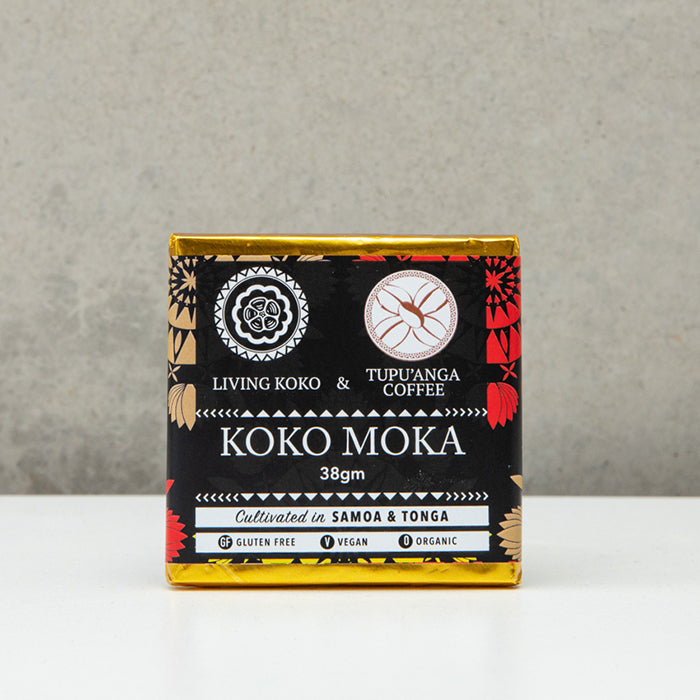 LIVING KOKO & TUPU'ANGA COFFEE
KOKO MOKA
38gm
Cultivated in SAMOA & TONGA
GF GLUTEN FREE V VEGAN O ORGANIC